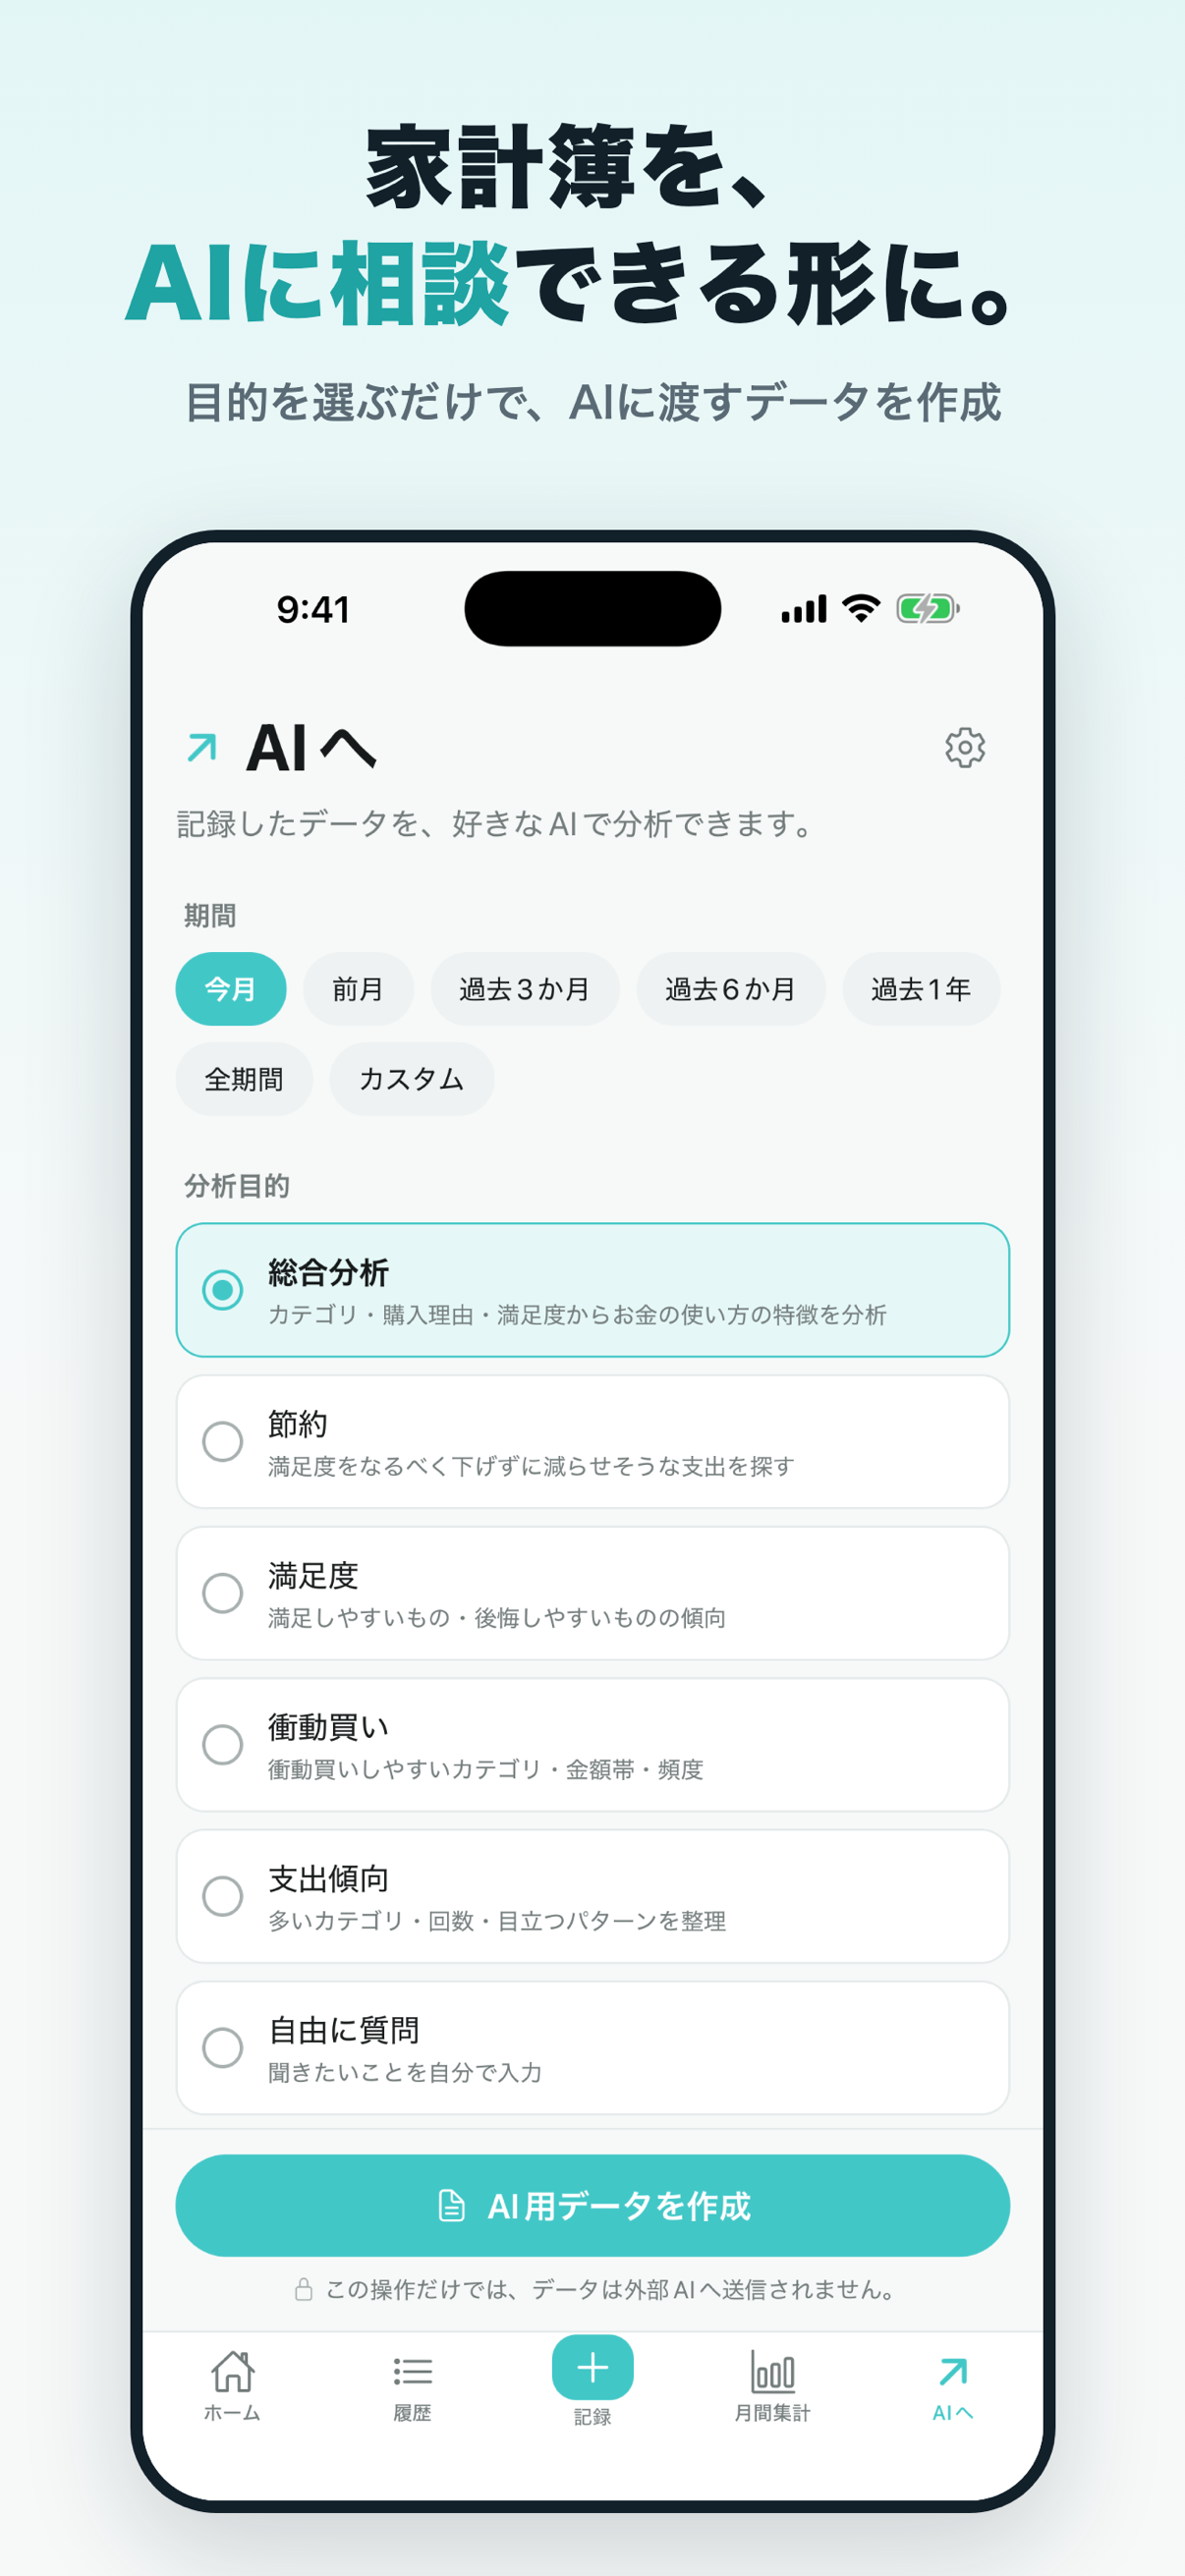 家計簿を、
AIに相談できる形に。
目的を選ぶだけで、AIに渡すデータを作成
9:41
AIへ
記録したデータを、好きなAIで分析できます。
期間
今月 前月 過去3か月 過去6か月 過去1年
全期間 カスタム
分析目的
総合分析
カテゴリ・購入理由・満足度からお金の使い方の特徴を分析
節約
満足度をなるべく下げずに減らせそうな支出を探す
満足度
満足しやすいもの・後悔しやすいものの傾向
衝動買い
衝動買いしやすいカテゴリ・金額帯・頻度
支出傾向
多いカテゴリ・回数・目立つパターンを整理
自由に質問
聞きたいことを自分で入力
AI用データを作成
この操作だけでは、データは外部AIへ送信されません。
ホーム 履歴 記録 月間集計 AIへ